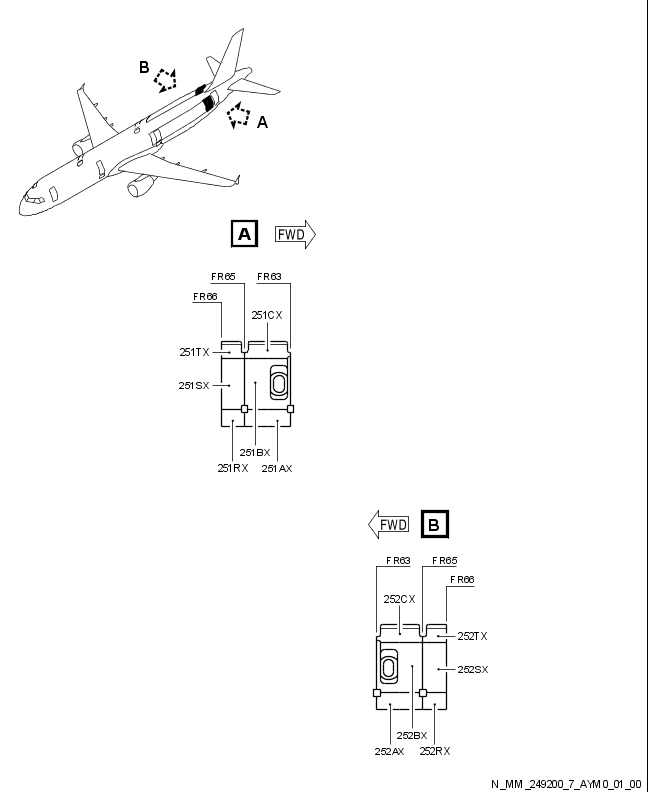 B
A
A FWD
FR65 FR63
FR66
251CX
251TX
251SX
251BX
251RX 251AX
FWD B
FR63 FR65
FR66
252CX
252TX
252SX
252BX
252AX 252RX
N_MM_249200_7_AYM0_01_00